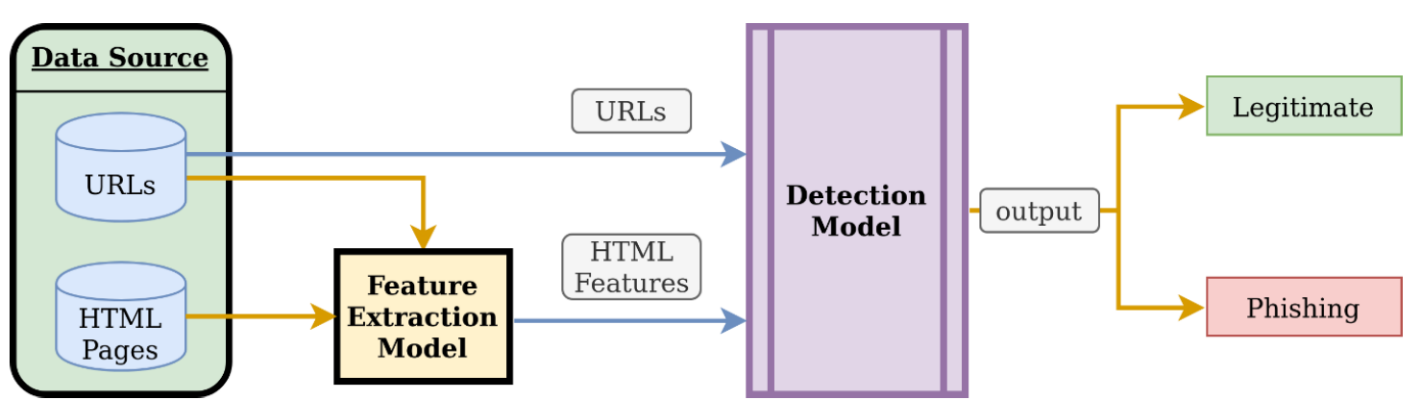 Data Source
URLs
HTML
Pages
Feature
Extraction
Model
URLs
HTML
Features
Detection
Model
output
Legitimate
Phishing